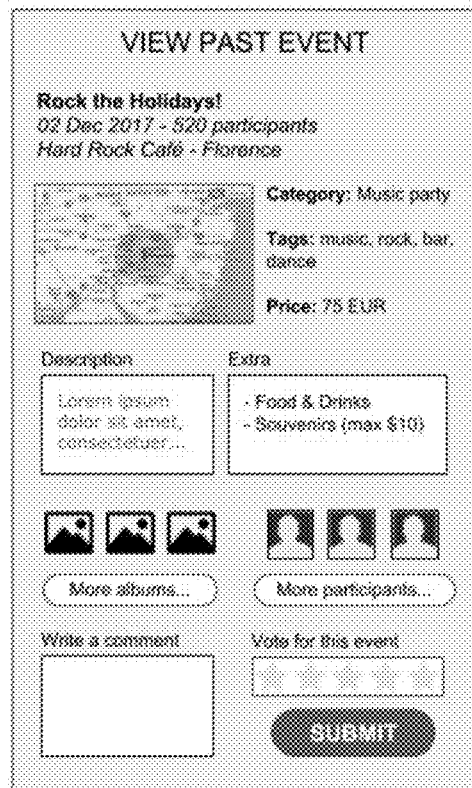 VIEW PAST EVENT
Rock the Holidays!
02 Dec 2017 - 520 participants
Hard Rock Café - Florence
Category: Music party
Tags: music, rock, bar,
dance
Price: 75 EUR
Description
Extra
Lorem ipsum
dolor sit amet,
consectetuer...
- Food & Drinks
- Souvenirs (max $10)
More albums...
More participants...
Write a comment
Vote for this event
SUBMIT